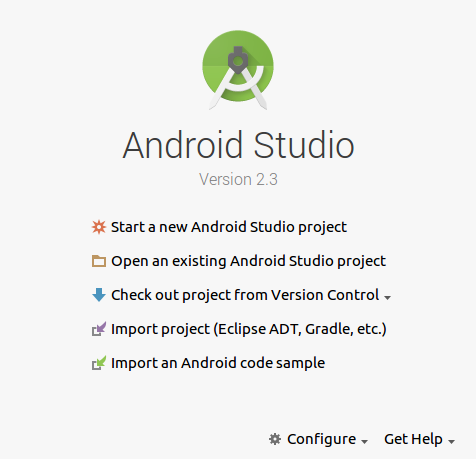 Android Studio
Version 2.3
Start a new Android Studio project
Open an existing Android Studio project
Check out project from Version Control
Import project (Eclipse ADT, Gradle, etc.)
Import an Android code sample
Configure Get Help